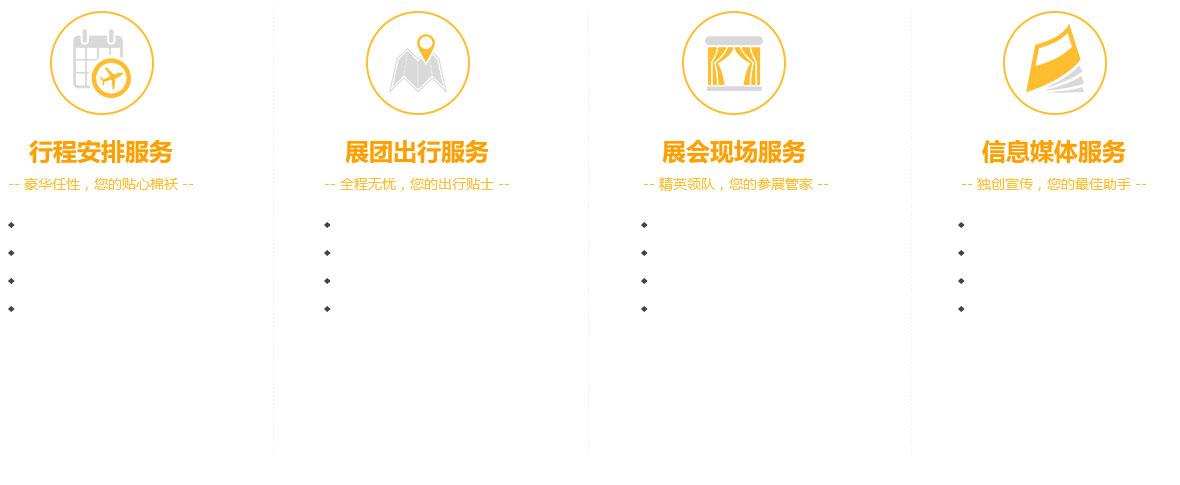 行程安排服务
-- 豪华任性，您的贴心棉袄 --
展团出行服务
-- 全程无忧，您的出行贴士 --
展会现场服务
-- 精英领队，您的参展管家 --
信息媒体服务
-- 独创宣传，您的最佳助手 --